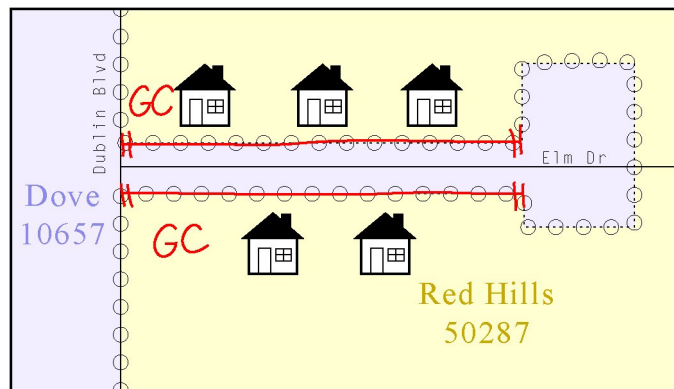 Dublin Blvd
GC
Elm Dr
Dove
10657
GC
Red Hills
50287